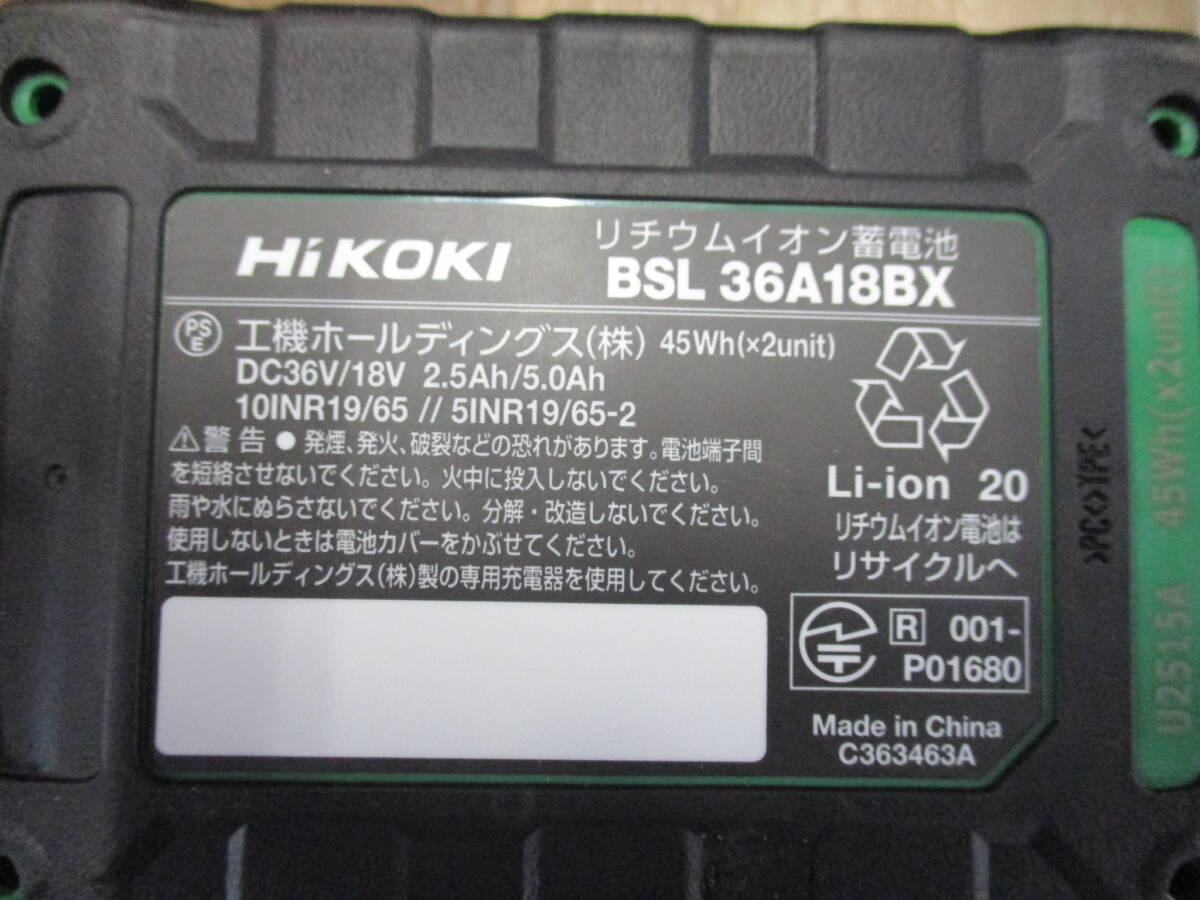 HiKOKI
リチウムイオン蓄電池
BSL 36A18BX
PS
E
工機ホールディングス(株) 45Wh(×2unit)
DC36V/18V 2.5Ah/5.0Ah
10INR19/65 // 5INR19/65-2
⚠警告 ●発煙、発火、破裂などの恐れがあります。電池端子間
を短絡させないでください。火中に投入しないでください。
雨や水にぬらさないでください。分解・改造しないでください。
使用しないときは電池カバーをかぶせてください。
工機ホールディングス(株)製の専用充電器を使用してください。
Li-ion 20
リチウムイオン電池は
リサイクルへ
R 001-
P01680
Made in China
C363463A
>PC<>TPE<
U2515A 45Wh(x2unit)